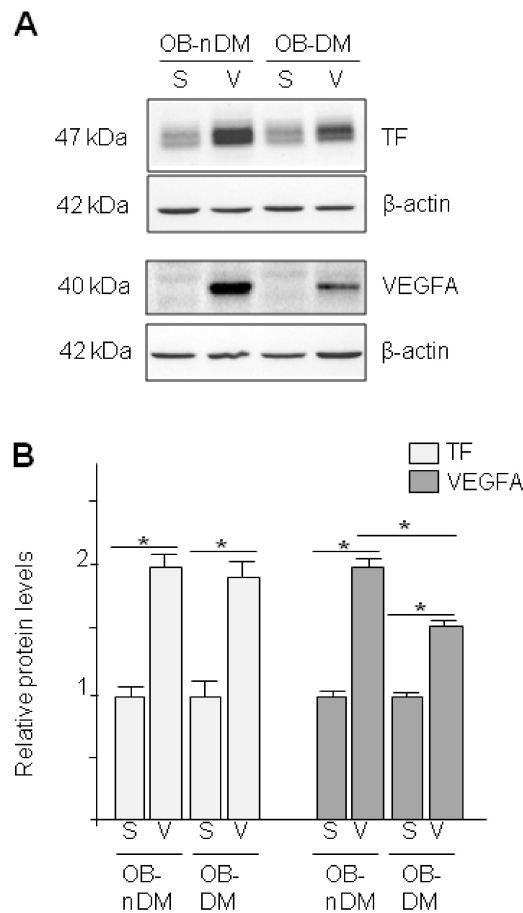 A
OB-nDM OB-DM
S V S V
47 kDa TF
42 kDa β-actin
40 kDa VEGFA
42 kDa β-actin
B
TF
VEGFA
Relative protein levels
2
1
* * * * *
S V S V S V S V
OB- OB- OB- OB-
nDM DM nDM DM